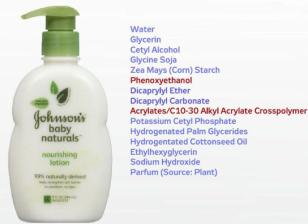 Johnson's
baby
naturals
nourishing
lotion
99% naturally derived
Water
Glycerin
Cetyl Alcohol
Glycine Soja
Zea Mays (Corn) Starch
Phenoxyethanol
Dicaprylyl Ether
Dicaprylyl Carbonate
Acrylates/C10-30 Alkyl Acrylate Crosspolymer
Potassium Cetyl Phosphate
Hydrogenated Palm Glycerides
Hydrogentated Cottonseed Oil
Ethylhexyglycerin
Sodium Hydroxide
Parfum (Source: Plant)